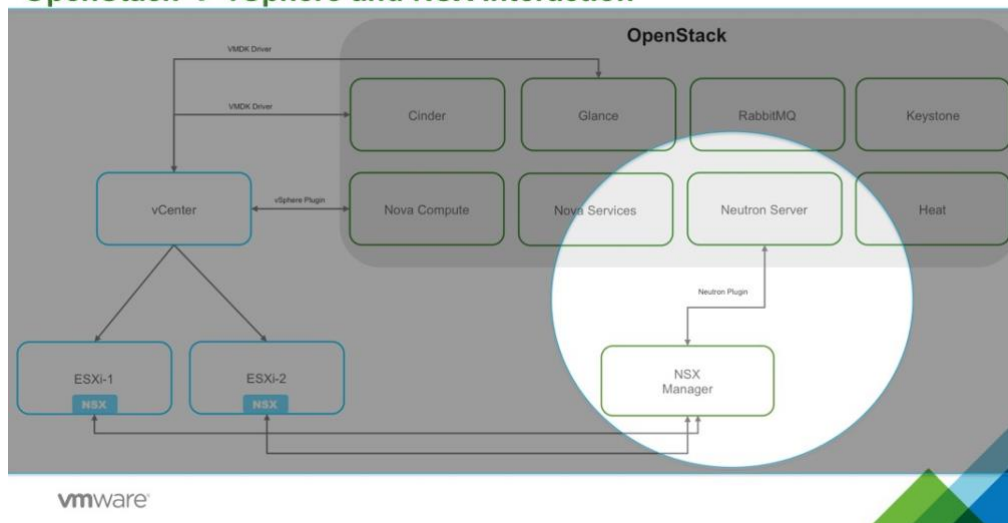 OpenStack + vSphere and NSX Interaction
OpenStack
VMDK Driver
VMDK Driver
Cinder
Glance
RabbitMQ
Keystone
vCenter
vSphere Plugin
Nova Compute
Nova Services
Neutron Server
Heat
Neutron Plugin
ESXi-1
NSX
ESXi-2
NSX
NSX
Manager
vmware